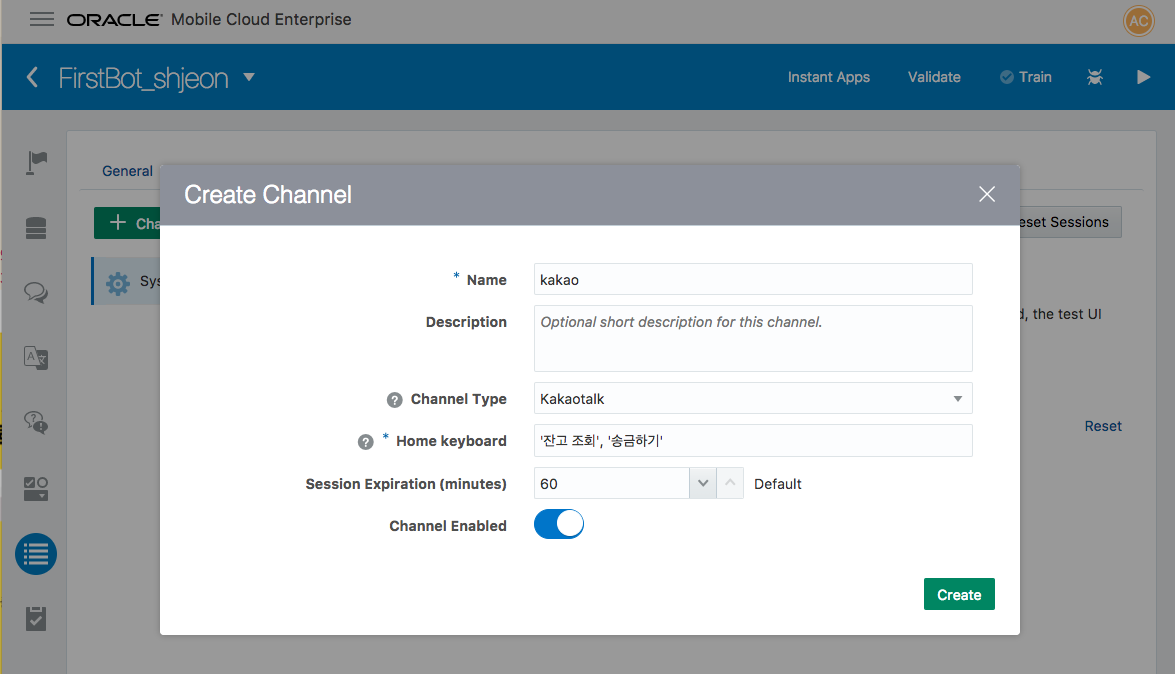 ORACLE Mobile Cloud Enterprise
AC
FirstBot_shjeon
Instant Apps Validate Train
General
Create Channel
+ Cha
eset Sessions
Sys
* Name kakao
d, the test UI
Description Optional short description for this channel.
? Channel Type Kakaotalk
Reset
? * Home keyboard '잔고 조회', '송금하기'
Session Expiration (minutes) 60 Default
Channel Enabled
Create